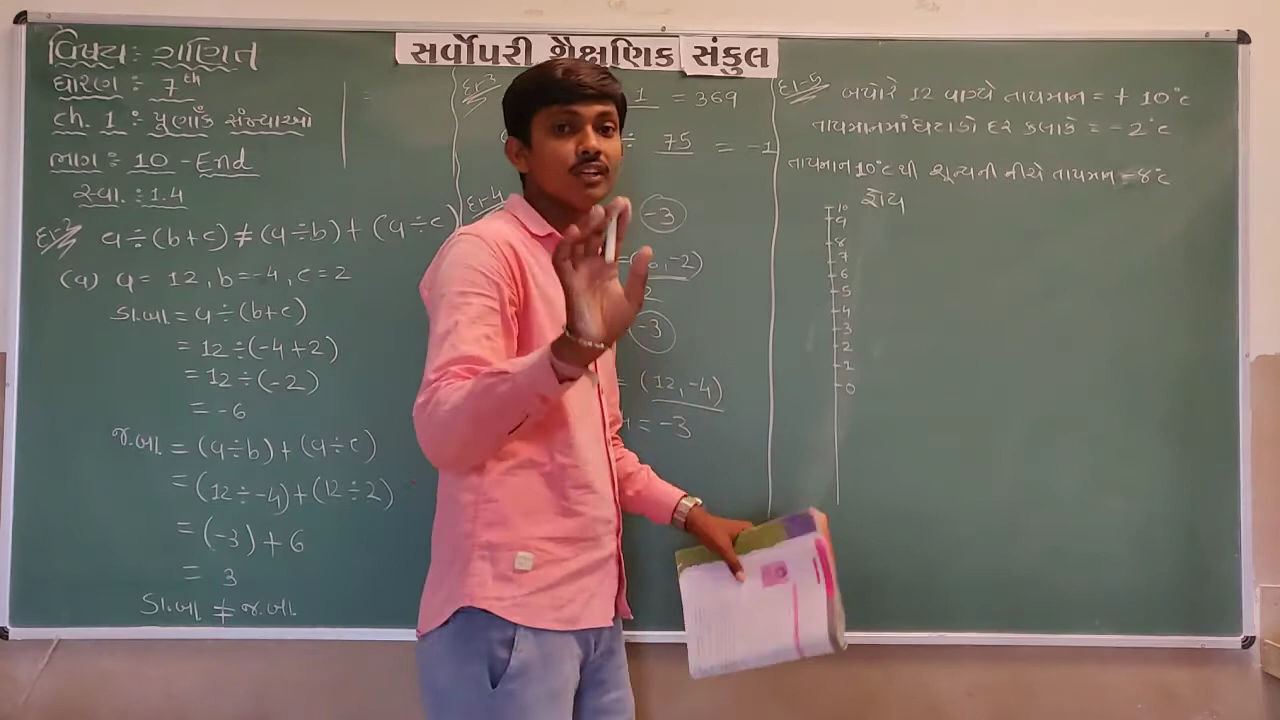 સર્વોપરી શૈક્ષણિક સંકુલ
વિષય : ગણિત
ધોરણ : 7th
ch. 1 : પૂર્ણાંક સંખ્યાઓ
ભાગ : 10 - End
સ્વા. : 1.4
દા-2 a÷(b+c) ≠ (a÷b) + (a÷c)
(a) a = 12, b = -4, c = 2
ડા.બા = a÷(b+c)
= 12÷(-4+2)
= 12÷(-2)
= -6
જ.બા. = (a÷b) + (a÷c)
= (12÷-4)+(12÷2)
= (-3) + 6
= 3
ડા.બા ≠ જ.બા.
દા-3
1 = 369
÷ 75 = -1
દા-4
-3
, -2)
2
-3
= (12, -4)
= -3
દા-5 બપોરે 12 વાગ્યે તાપમાન = + 10°c
તાપમાનમાં ઘટાડો દર કલાકે = - 2°c
તાપમાન 10°c થી શૂન્યની નીચે તાપમાન -8°c
હોય
10
9
8
7
6
5
4
3
2
1
0